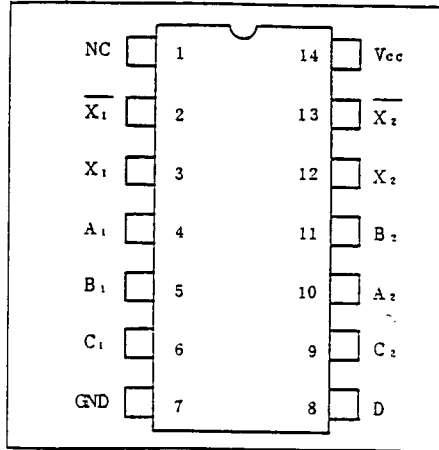 NC 1 14 Vcc
X̅₁ 2 13 X̅₂
X₁ 3 12 X₂
A₁ 4 11 B₂
B₁ 5 10 A₂
C₁ 6 9 C₂
GND 7 8 D